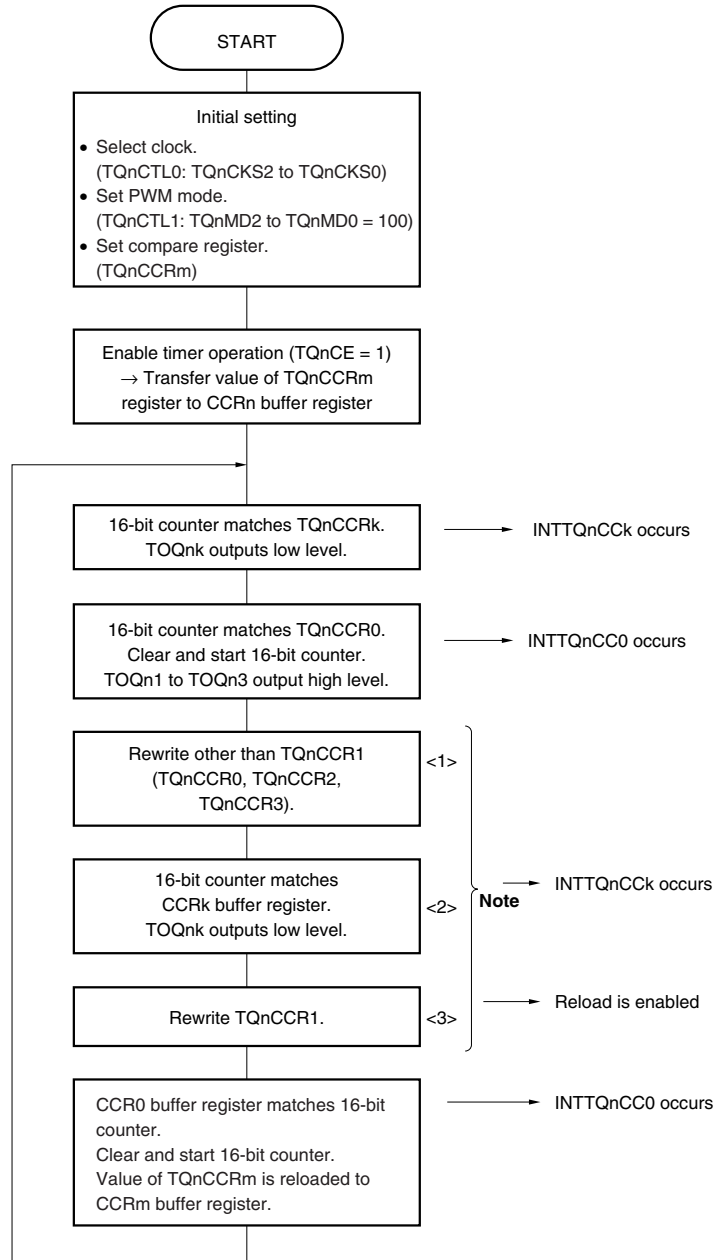 START
Initial setting
• Select clock.
(TQnCTL0: TQnCKS2 to TQnCKS0)
• Set PWM mode.
(TQnCTL1: TQnMD2 to TQnMD0 = 100)
• Set compare register.
(TQnCCRm)
Enable timer operation (TQnCE = 1)
→ Transfer value of TQnCCRm
register to CCRn buffer register
16-bit counter matches TQnCCRk.
TOQnk outputs low level.
INTTQnCCk occurs
16-bit counter matches TQnCCR0.
Clear and start 16-bit counter.
TOQn1 to TOQn3 output high level.
INTTQnCC0 occurs
Rewrite other than TQnCCR1
(TQnCCR0, TQnCCR2,
TQnCCR3).
<1>
16-bit counter matches
CCRk buffer register.
TOQnk outputs low level.
<2>
Note
INTTQnCCk occurs
Rewrite TQnCCR1.
<3>
Reload is enabled
CCR0 buffer register matches 16-bit
counter.
Clear and start 16-bit counter.
Value of TQnCCRm is reloaded to
CCRm buffer register.
INTTQnCC0 occurs